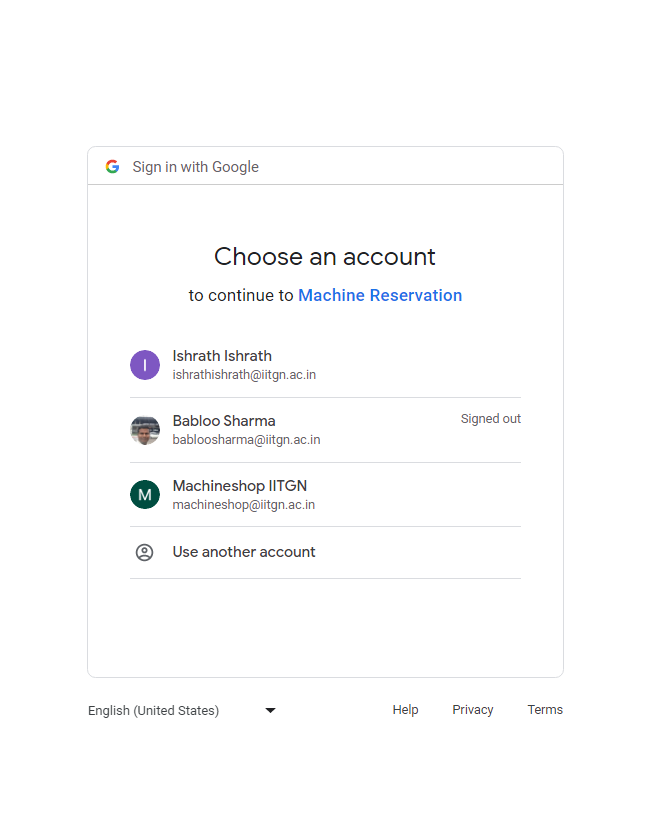 Sign in with Google
Choose an account
to continue to Machine Reservation
I
Ishrath Ishrath
ishrathishrath@iitgn.ac.in
Babloo Sharma
babloosharma@iitgn.ac.in
Signed out
M
Machineshop IITGN
machineshop@iitgn.ac.in
Use another account
English (United States)
Help Privacy Terms